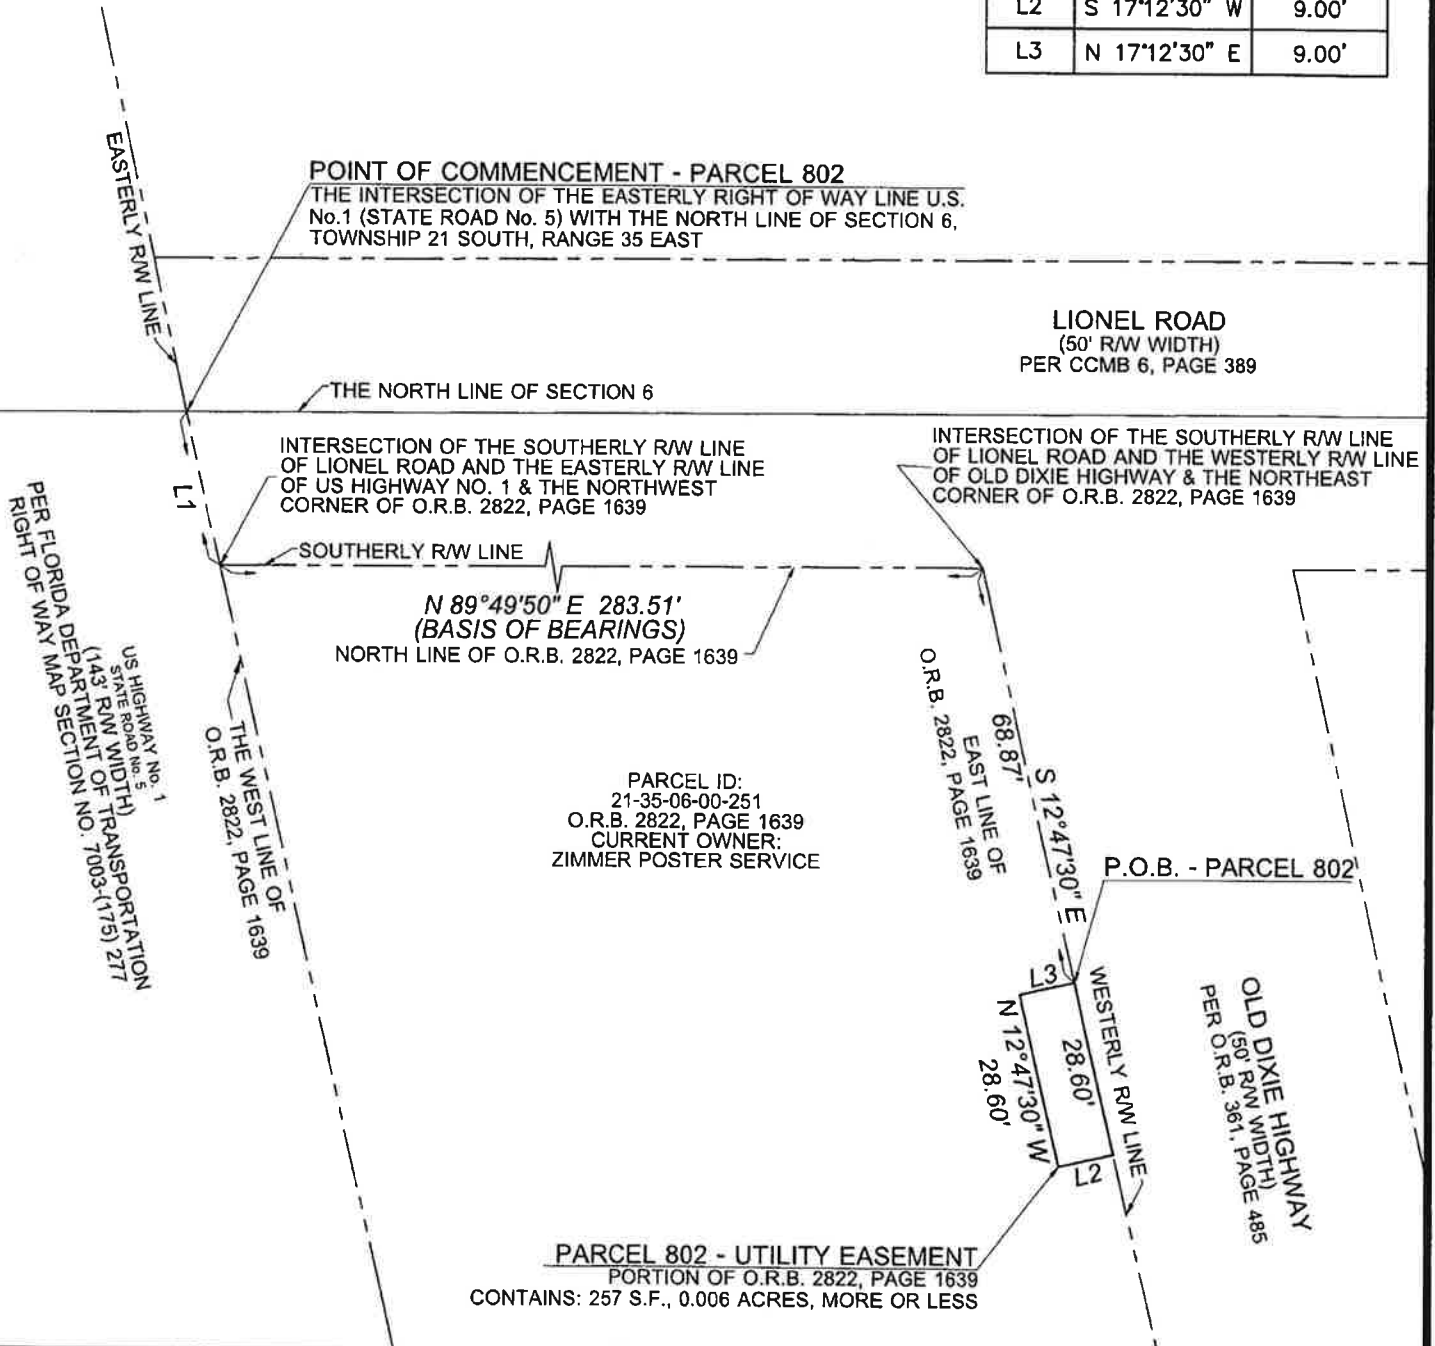 L2 S 17°12'30" W 9.00'
L3 N 17°12'30" E 9.00'
EASTERLY R/W LINE
POINT OF COMMENCEMENT - PARCEL 802
THE INTERSECTION OF THE EASTERLY RIGHT OF WAY LINE U.S.
No.1 (STATE ROAD No. 5) WITH THE NORTH LINE OF SECTION 6,
TOWNSHIP 21 SOUTH, RANGE 35 EAST
LIONEL ROAD
(50' R/W WIDTH)
PER CCMB 6, PAGE 389
THE NORTH LINE OF SECTION 6
INTERSECTION OF THE SOUTHERLY R/W LINE
OF LIONEL ROAD AND THE EASTERLY R/W LINE
OF US HIGHWAY NO. 1 & THE NORTHWEST
CORNER OF O.R.B. 2822, PAGE 1639
INTERSECTION OF THE SOUTHERLY R/W LINE
OF LIONEL ROAD AND THE WESTERLY R/W LINE
OF OLD DIXIE HIGHWAY & THE NORTHEAST
CORNER OF O.R.B. 2822, PAGE 1639
L1
SOUTHERLY R/W LINE
N 89°49'50" E 283.51'
(BASIS OF BEARINGS)
NORTH LINE OF O.R.B. 2822, PAGE 1639
US HIGHWAY No. 1
STATE ROAD No. 5
(143' R/W WIDTH)
PER FLORIDA DEPARTMENT OF TRANSPORTATION
RIGHT OF WAY MAP SECTION NO. 7003-(175) 277
THE WEST LINE OF
O.R.B. 2822, PAGE 1639
PARCEL ID:
21-35-06-00-251
O.R.B. 2822, PAGE 1639
CURRENT OWNER:
ZIMMER POSTER SERVICE
S 12°47'30" E
68.87'
EAST LINE OF
O.R.B. 2822, PAGE 1639
P.O.B. - PARCEL 802
L3
WESTERLY R/W LINE
28.60'
N 12°47'30" W
28.60'
L2
OLD DIXIE HIGHWAY
(50' R/W WIDTH)
PER O.R.B. 361, PAGE 485
PARCEL 802 - UTILITY EASEMENT
PORTION OF O.R.B. 2822, PAGE 1639
CONTAINS: 257 S.F., 0.006 ACRES, MORE OR LESS